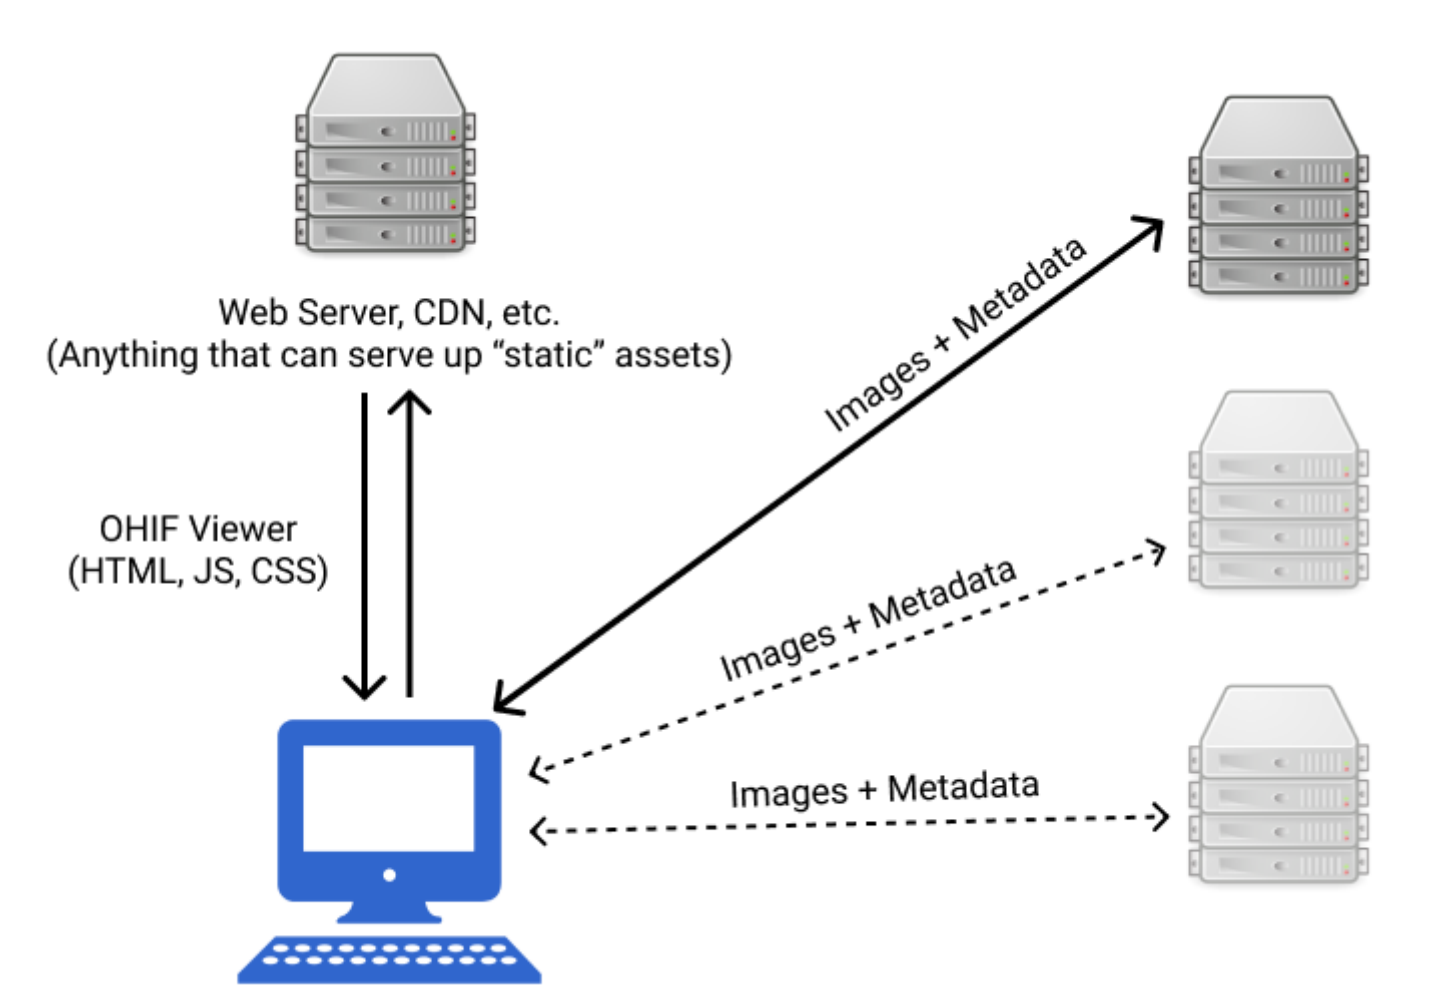 Web Server, CDN, etc.
(Anything that can serve up “static” assets)
OHIF Viewer
(HTML, JS, CSS)
Images + Metadata
Images + Metadata
Images + Metadata